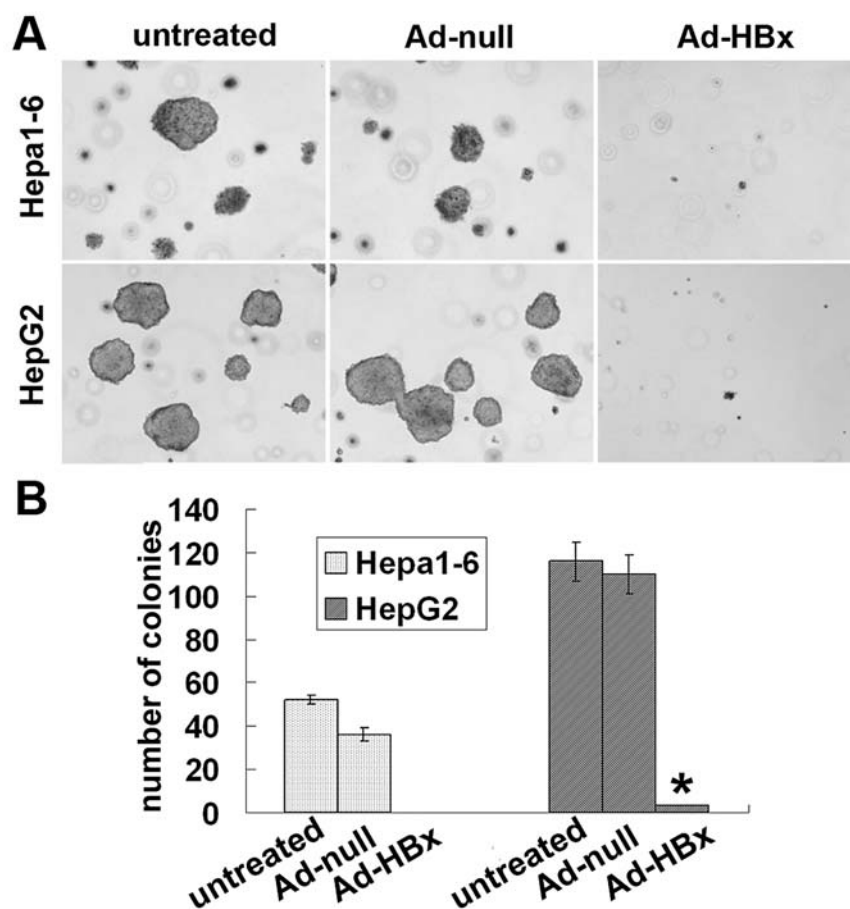 A
untreated Ad-null Ad-HBx
Hepa1-6
HepG2
B
number of colonies
140
120
100
80
60
40
20
0
Hepa1-6
HepG2
*
untreated Ad-null Ad-HBx untreated Ad-null Ad-HBx